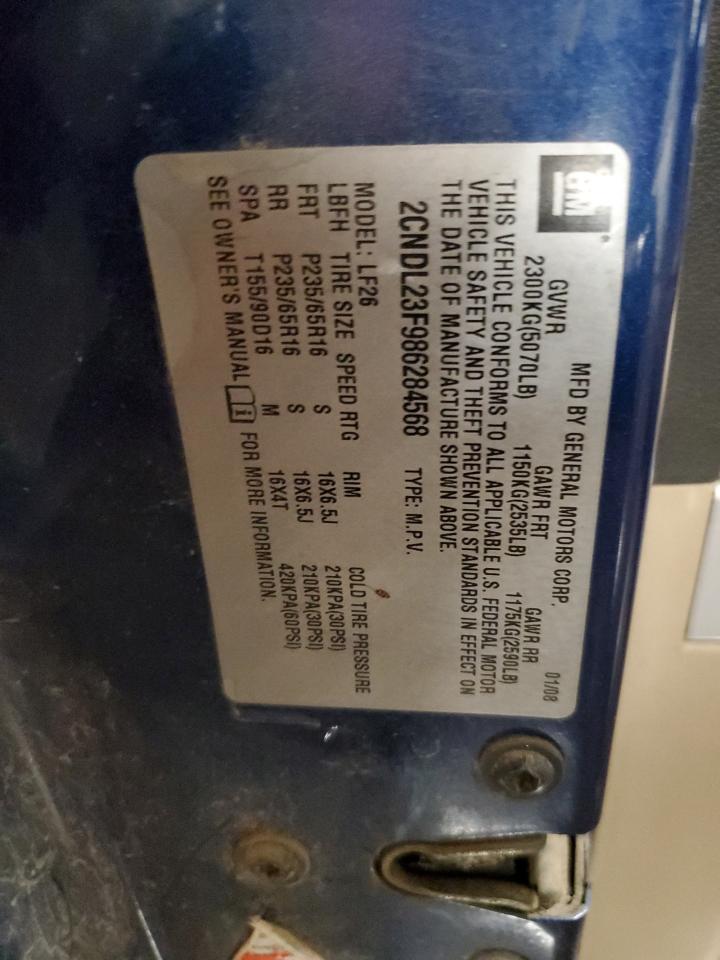 GM
MFD BY GENERAL MOTORS CORP. 01/08
GVWR GAWR FRT GAWR RR
2300KG(5070LB) 1150KG(2535LB) 1175KG(2590LB)
THIS VEHICLE CONFORMS TO ALL APPLICABLE U.S. FEDERAL MOTOR
VEHICLE SAFETY AND THEFT PREVENTION STANDARDS IN EFFECT ON
THE DATE OF MANUFACTURE SHOWN ABOVE.
2CNDL23F986284568 TYPE: M.P.V.
MODEL: LF26
LBFH TIRE SIZE SPEED RTG RIM COLD TIRE PRESSURE
FRT P235/65R16 S 16X6.5J 210KPA(30PSI)
RR P235/65R16 S 16X6.5J 210KPA(30PSI)
SPA T155/90D16 M 16X4T 420KPA(60PSI)
SEE OWNER'S MANUAL i FOR MORE INFORMATION.